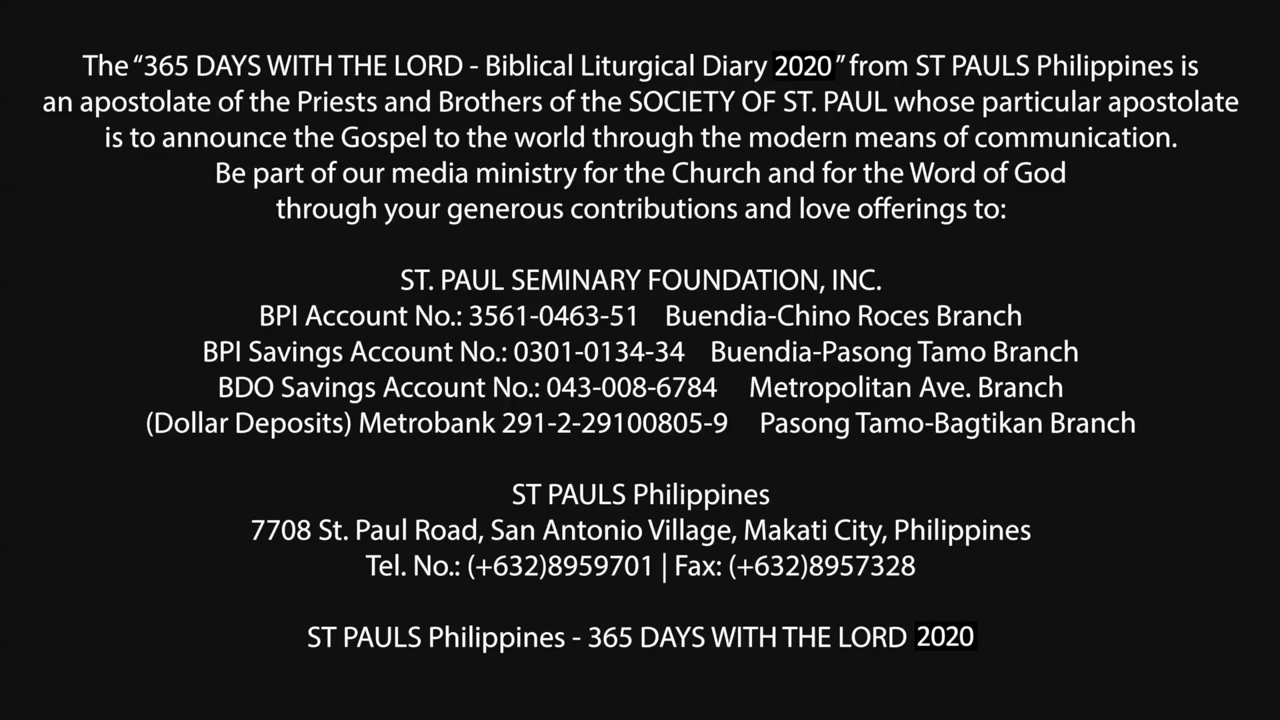 The “365 DAYS WITH THE LORD - Biblical Liturgical Diary 2020” from ST PAULS Philippines is
an apostolate of the Priests and Brothers of the SOCIETY OF ST. PAUL whose particular apostolate
is to announce the Gospel to the world through the modern means of communication.
Be part of our media ministry for the Church and for the Word of God
through your generous contributions and love offerings to:
ST. PAUL SEMINARY FOUNDATION, INC.
BPI Account No.: 3561-0463-51 Buendia-Chino Roces Branch
BPI Savings Account No.: 0301-0134-34 Buendia-Pasong Tamo Branch
BDO Savings Account No.: 043-008-6784 Metropolitan Ave. Branch
(Dollar Deposits) Metrobank 291-2-29100805-9 Pasong Tamo-Bagtikan Branch
ST PAULS Philippines
7708 St. Paul Road, San Antonio Village, Makati City, Philippines
Tel. No.: (+632)8959701 | Fax: (+632)8957328
ST PAULS Philippines - 365 DAYS WITH THE LORD 2020